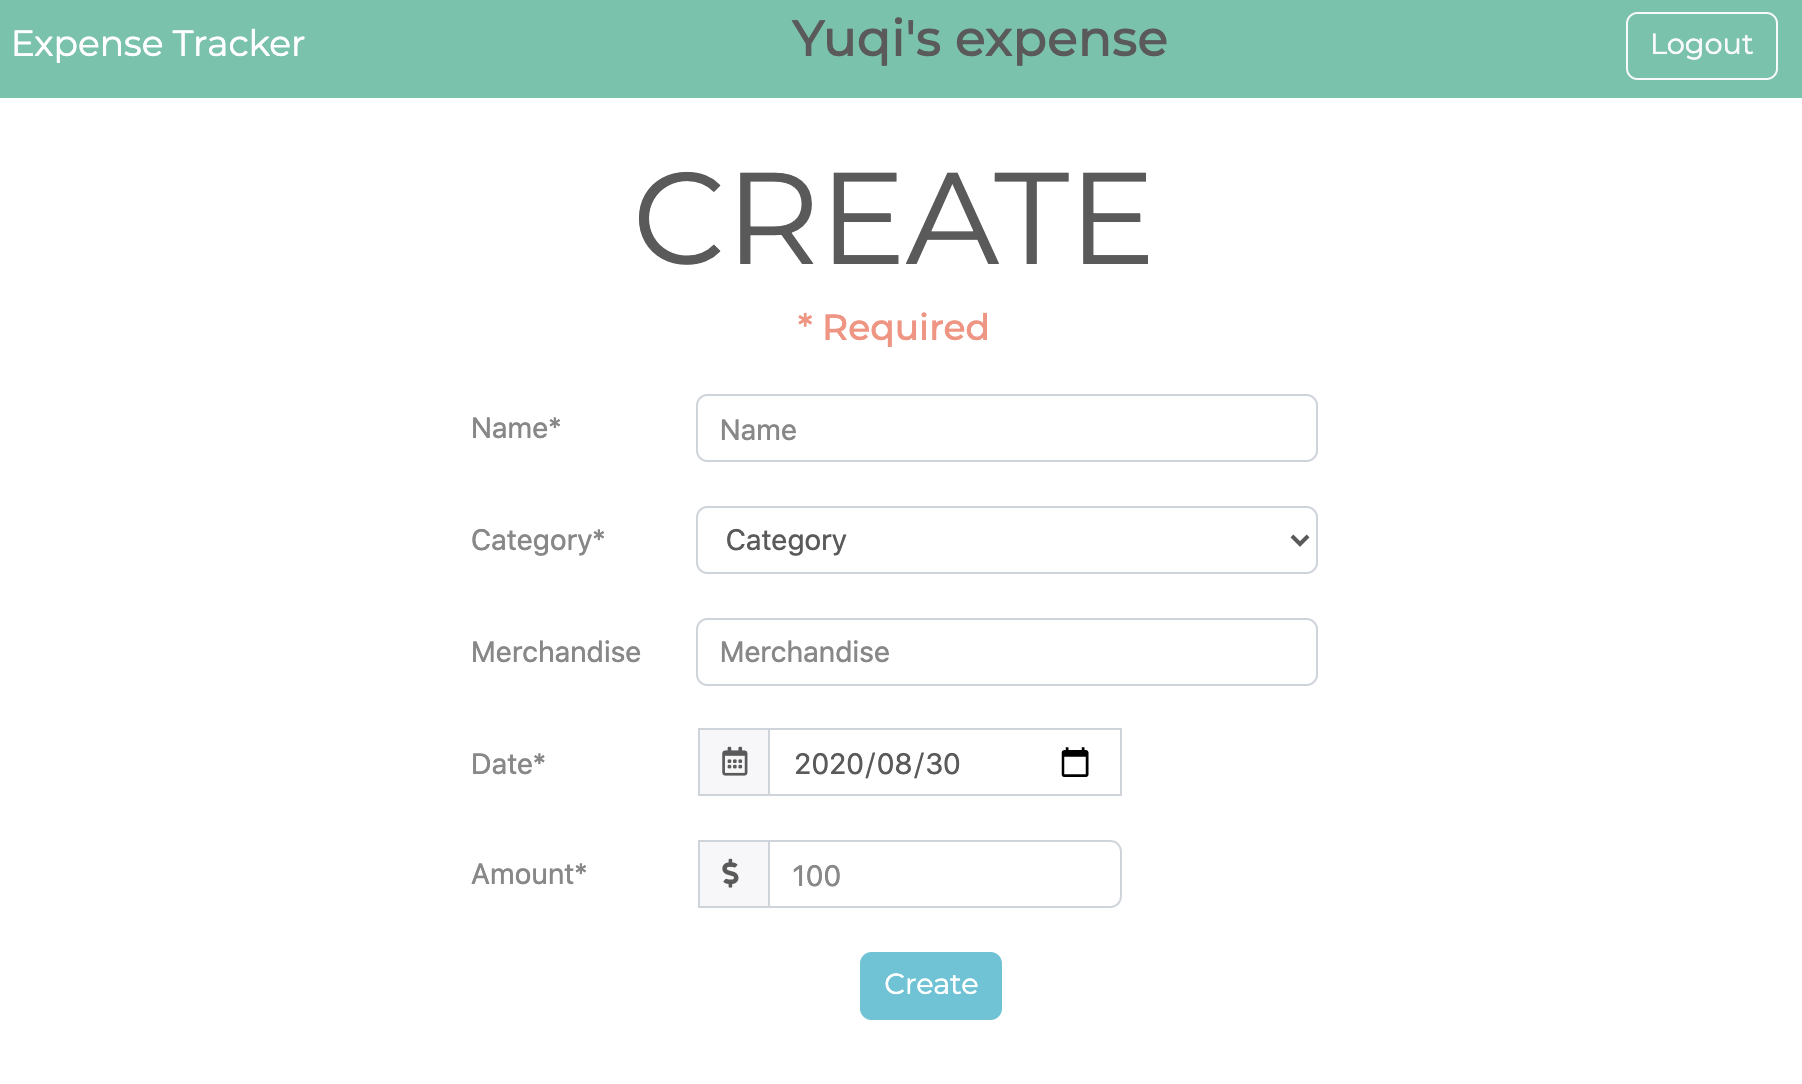 Expense Tracker
Yuqi's expense
Logout
CREATE
* Required
Name*
Name
Category*
Category
Merchandise
Merchandise
Date*
2020/08/30
Amount*
$
100
Create